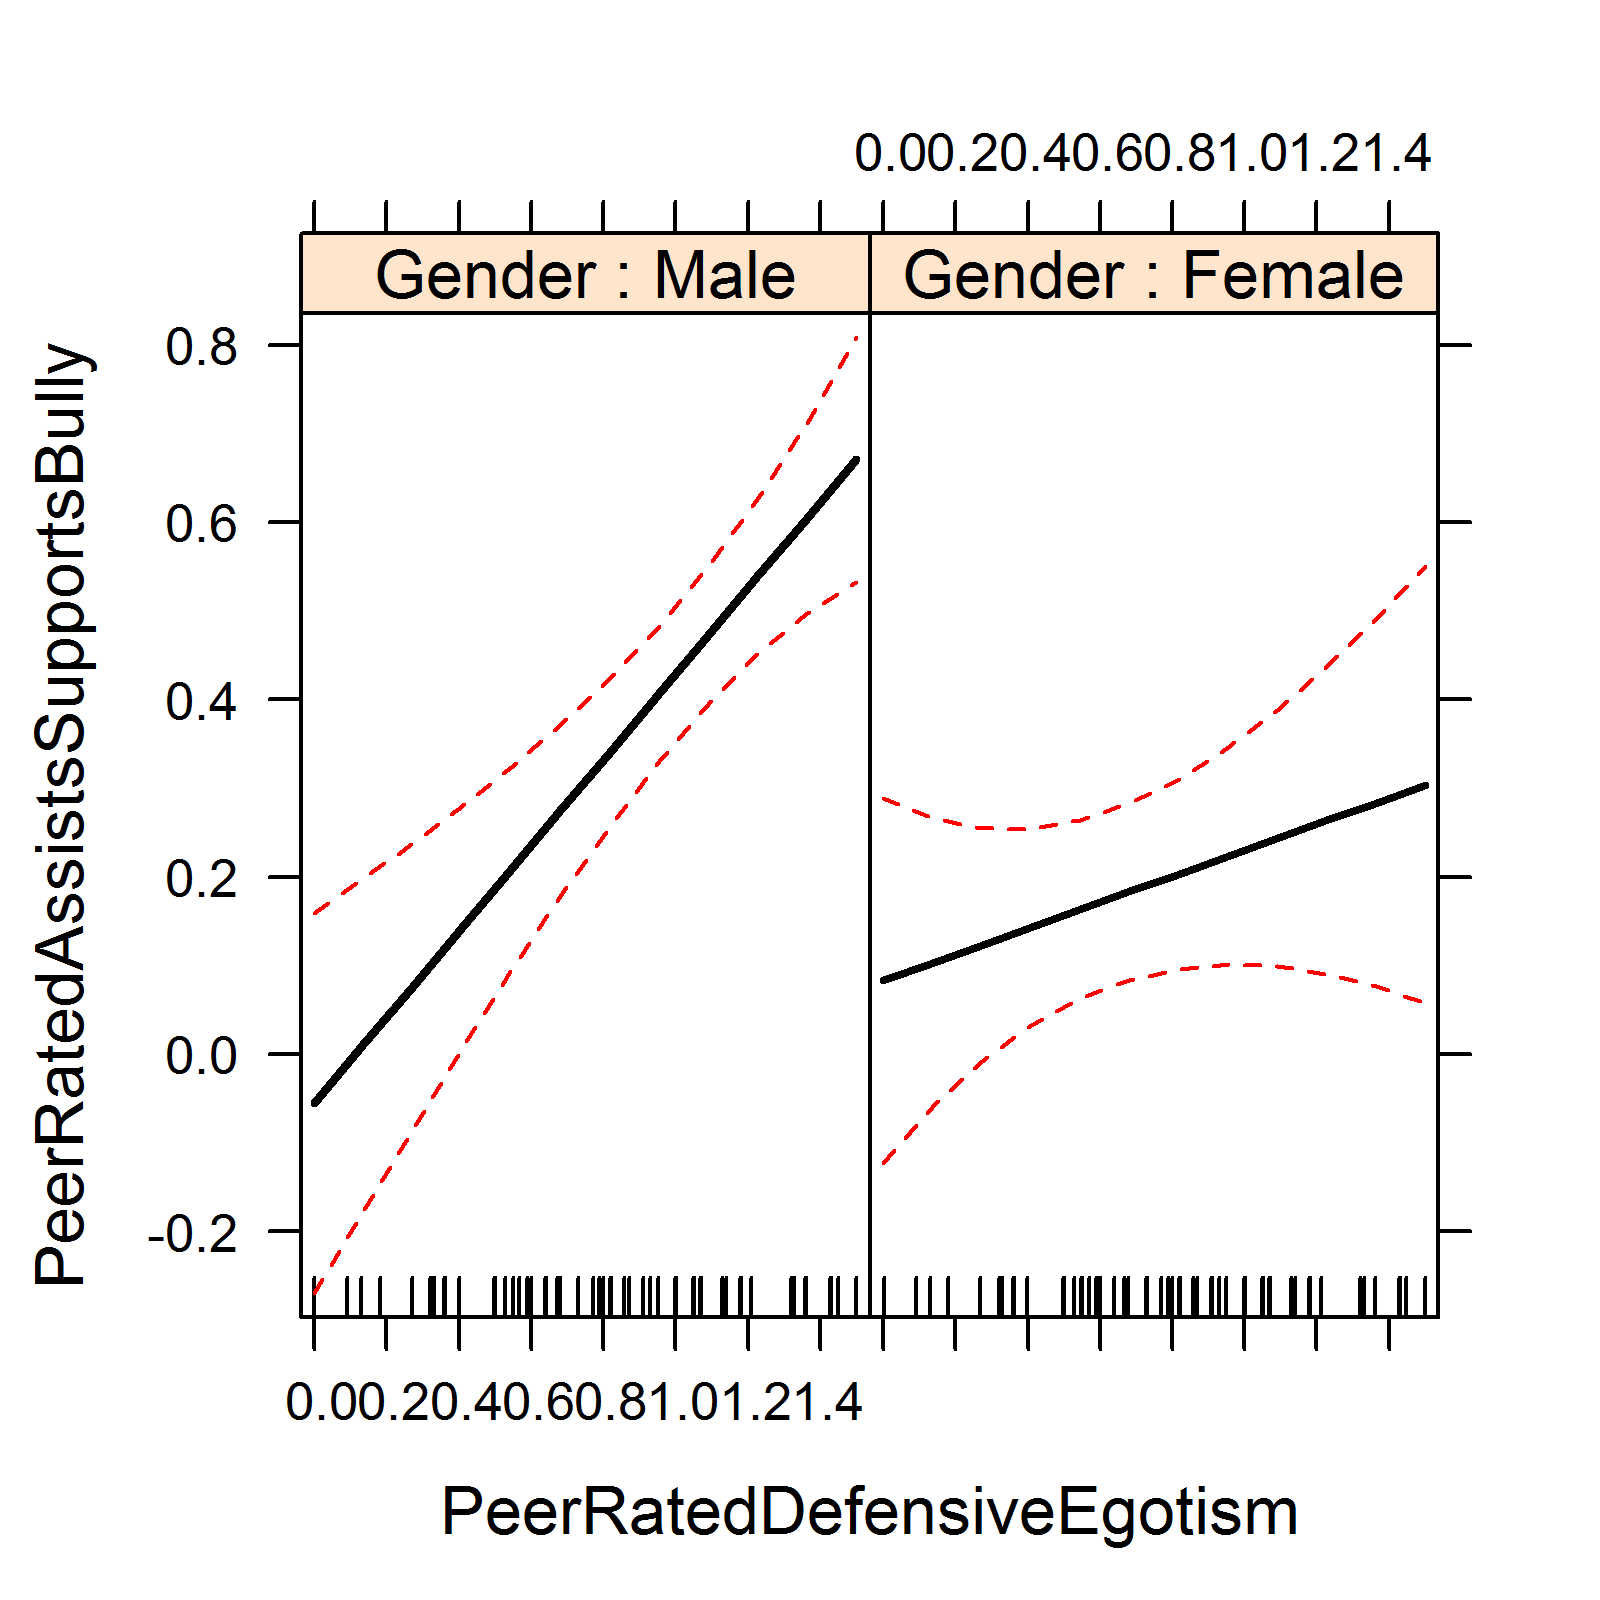 0.00.20.40.60.81.01.21.4
Gender : Male
Gender : Female
PeerRatedAssistsSupportsBully
0.8
0.6
0.4
0.2
0.0
-0.2
0.00.20.40.60.81.01.21.4
PeerRatedDefensiveEgotism